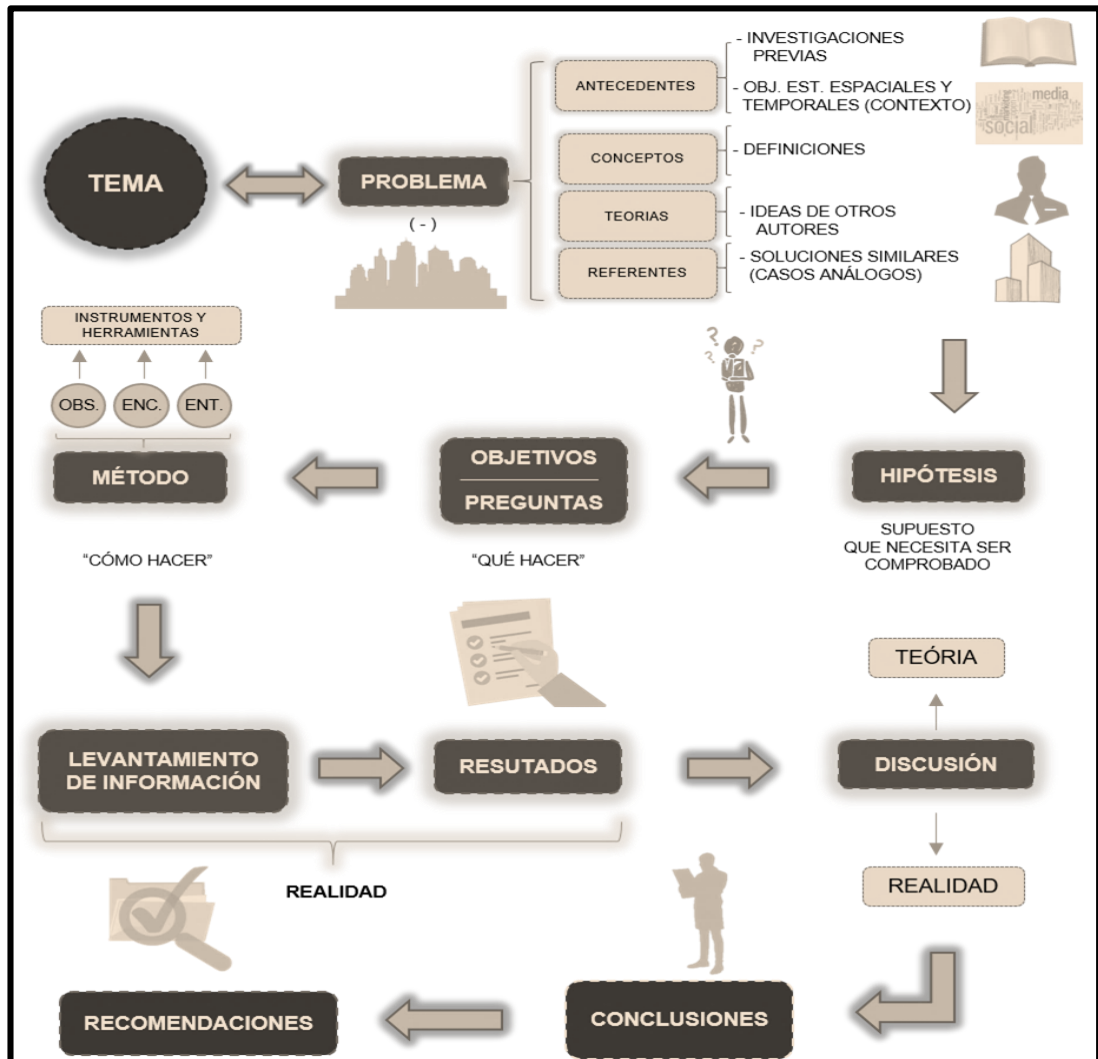 - INVESTIGACIONES
PREVIAS
ANTECEDENTES
- OBJ. EST. ESPACIALES Y
TEMPORALES (CONTEXTO)
media
social
TEMA
PROBLEMA
( - )
CONCEPTOS
- DEFINICIONES
TEORIAS
- IDEAS DE OTROS
AUTORES
REFERENTES
- SOLUCIONES SIMILARES
(CASOS ANÁLOGOS)
INSTRUMENTOS Y
HERRAMIENTAS
OBS.
ENC.
ENT.
MÉTODO
"CÓMO HACER"
OBJETIVOS
PREGUNTAS
"QUÉ HACER"
? ? ? ?
HIPÓTESIS
SUPUESTO
QUE NECESITA SER
COMPROBADO
LEVANTAMIENTO
DE INFORMACIÓN
RESUTADOS
REALIDAD
TEÓRIA
DISCUSIÓN
REALIDAD
CONCLUSIONES
RECOMENDACIONES